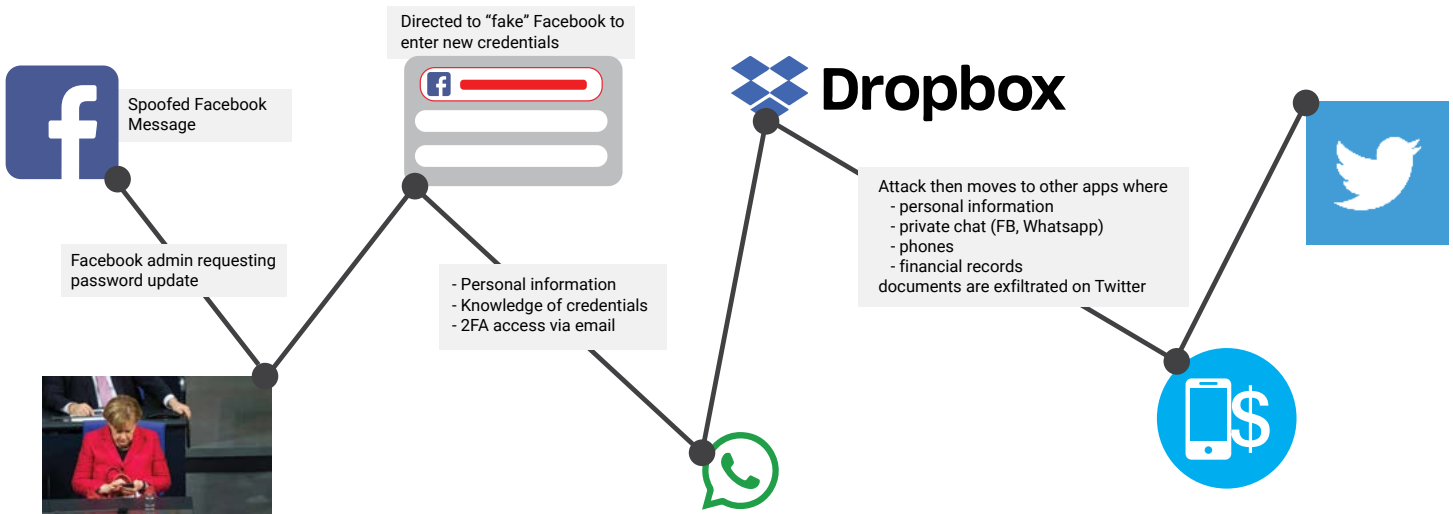 Directed to “fake” Facebook to
enter new credentials
Spoofed Facebook
Message
Facebook admin requesting
password update
- Personal information
- Knowledge of credentials
- 2FA access via email
Dropbox
Attack then moves to other apps where
- personal information
- private chat (FB, Whatsapp)
- phones
- financial records
documents are exfiltrated on Twitter
$